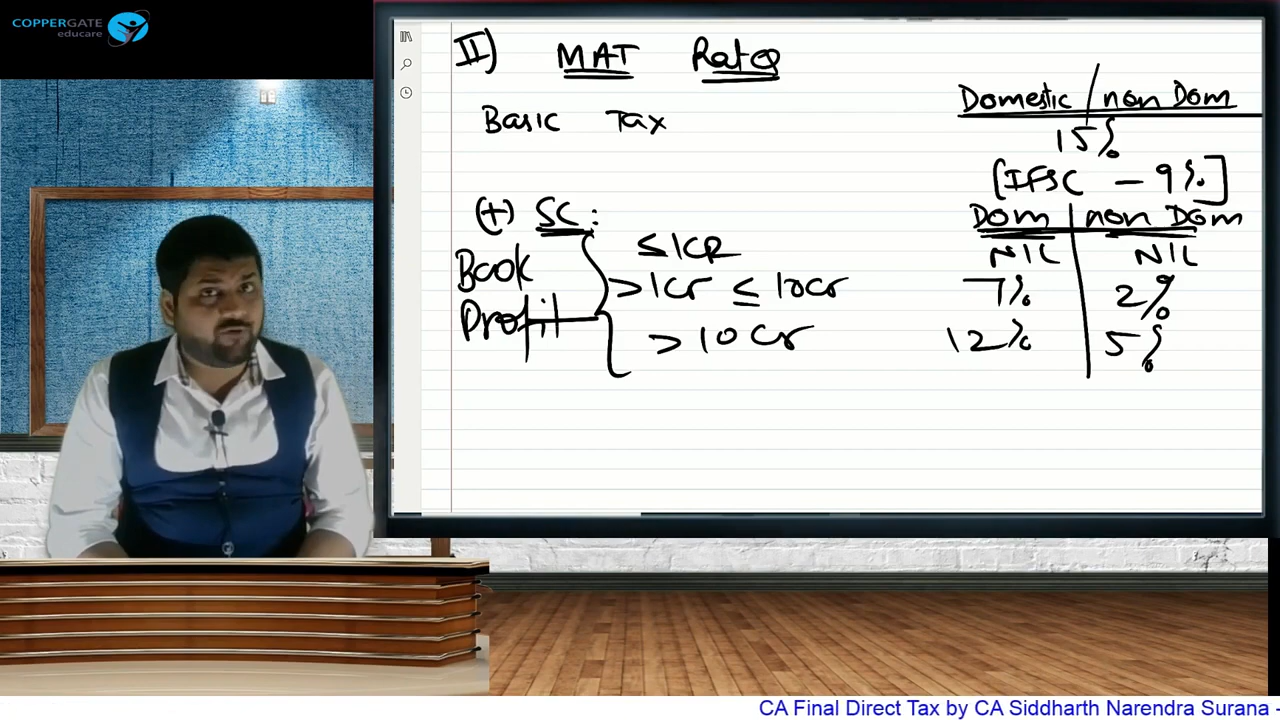 COPPERGATE
educare
II) MAT Rates
Domestic / non Dom
Basic Tax
15%
[IFSC - 9%]
(+) SC:
Dom | non Dom
Book
Profit
≤1CR NIL NIL
>1Cr ≤ 10Cr 7% 2%
>10 Cr 12% 5%
CA Final Direct Tax by CA Siddharth Narendra Surana -